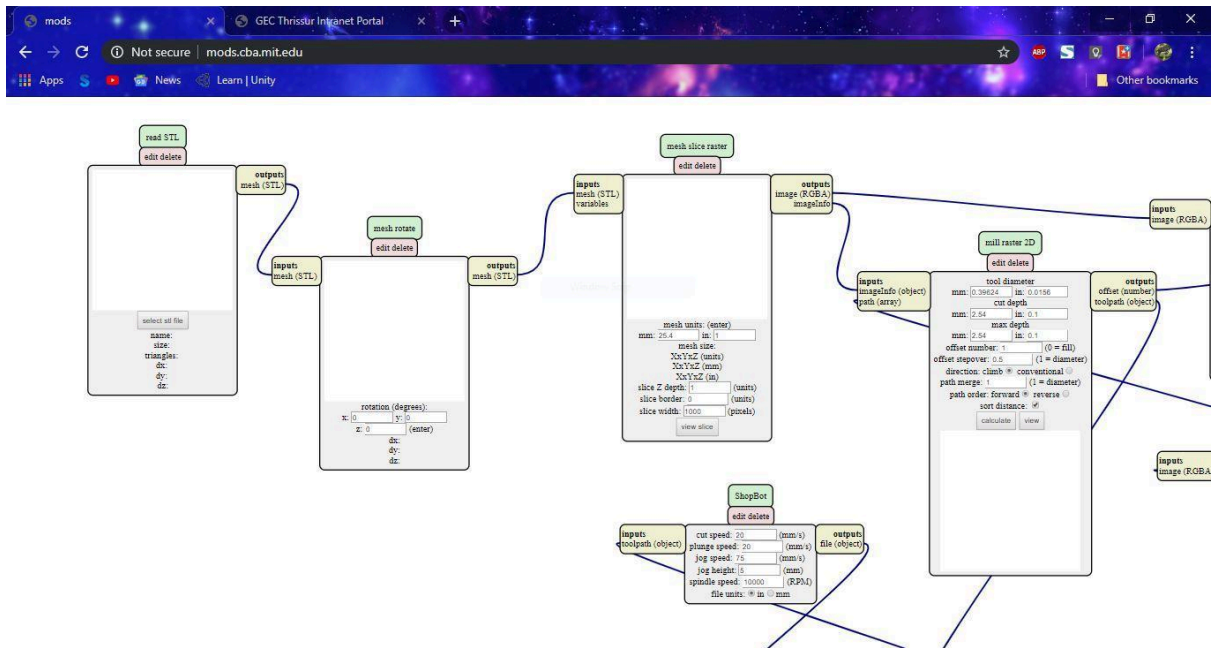 mods
GEC Thrissur Intranet Portal
Not secure | mods.cba.mit.edu
ABP
Apps
News
Learn | Unity
Other bookmarks
read STL
edit delete
outputs
mesh (STL)
select stl file
name:
size:
triangles:
dx:
dy:
dz:
mesh rotate
edit delete
inputs
mesh (STL)
outputs
mesh (STL)
rotation (degrees):
x: 0 y: 0
z: 0 (enter)
dx:
dy:
dz:
mesh slice raster
edit delete
inputs
mesh (STL)
variables
outputs
image (RGBA)
imageInfo
mesh units: (enter)
mm: 25.4 in: 1
mesh size:
XxYxZ (units)
XxYxZ (mm)
XxYxZ (in)
slice Z depth: 1 (units)
slice border: 0 (units)
slice width: 1000 (pixels)
view slice
mill raster 2D
edit delete
inputs
imageInfo (object)
path (array)
outputs
offset (number)
toolpath (object)
tool diameter
mm: 0.39624 in: 0.0156
cut depth
mm: 2.54 in: 0.1
max depth
mm: 2.54 in: 0.1
offset number: 1 (0 = fill)
offset stepover: 0.5 (1 = diameter)
direction: climb conventional
path merge: 1 (1 = diameter)
path order: forward reverse
sort distance:
calculate view
inputs
image (RGBA)
inputs
image (RGBA
ShopBot
edit delete
inputs
toolpath (object)
outputs
file (object)
cut speed: 20 (mm/s)
plunge speed: 20 (mm/s)
jog speed: 75 (mm/s)
jog height: 5 (mm)
spindle speed: 10000 (RPM)
file units: in mm